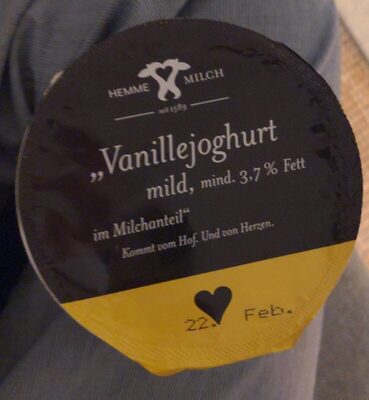 HEMME MILCH
seit 1589
„Vanillejoghurt
mild, mind. 3,7 % Fett
im Milchanteil“
Kommt vom Hof. Und von Herzen.
22. Feb.